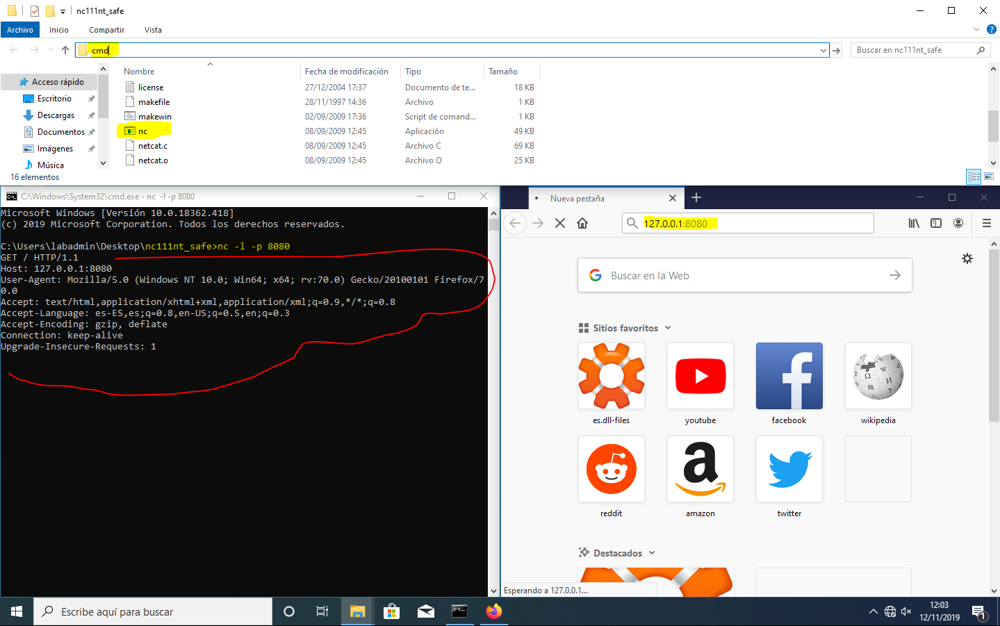 nc111nt_safe
Archivo Inicio Compartir Vista
cmd
Buscar en nc111nt_safe
Nombre Fecha de modificación Tipo Tamaño
Acceso rápido
Escritorio
Descargas
Documentos
Imágenes
Música
license 27/12/2004 17:37 Documento de te... 18 KB
makefile 28/11/1997 14:36 Archivo 1 KB
makewin 02/09/2009 17:36 Script de comand... 1 KB
nc 08/09/2009 12:45 Aplicación 49 KB
netcat.c 08/09/2009 12:45 Archivo C 69 KB
netcat.o 08/09/2009 12:45 Archivo O 25 KB
16 elementos
C:\Windows\System32\cmd.exe - nc -l -p 8080
Microsoft Windows [Versión 10.0.18362.418]
(c) 2019 Microsoft Corporation. Todos los derechos reservados.
C:\Users\labadmin\Desktop\nc111nt_safe>nc -l -p 8080
GET / HTTP/1.1
Host: 127.0.0.1:8080
User-Agent: Mozilla/5.0 (Windows NT 10.0; Win64; x64; rv:70.0) Gecko/20100101 Firefox/7
0.0
Accept: text/html,application/xhtml+xml,application/xml;q=0.9,*/*;q=0.8
Accept-Language: es-ES,es;q=0.8,en-US;q=0.5,en;q=0.3
Accept-Encoding: gzip, deflate
Connection: keep-alive
Upgrade-Insecure-Requests: 1
Nueva pestaña
127.0.0.1:8080
Buscar en la Web
Sitios favoritos
es.dll-files youtube facebook wikipedia
reddit amazon twitter
Destacados
Esperando a 127.0.0.1...
Escribe aquí para buscar
12:03
12/11/2019
1